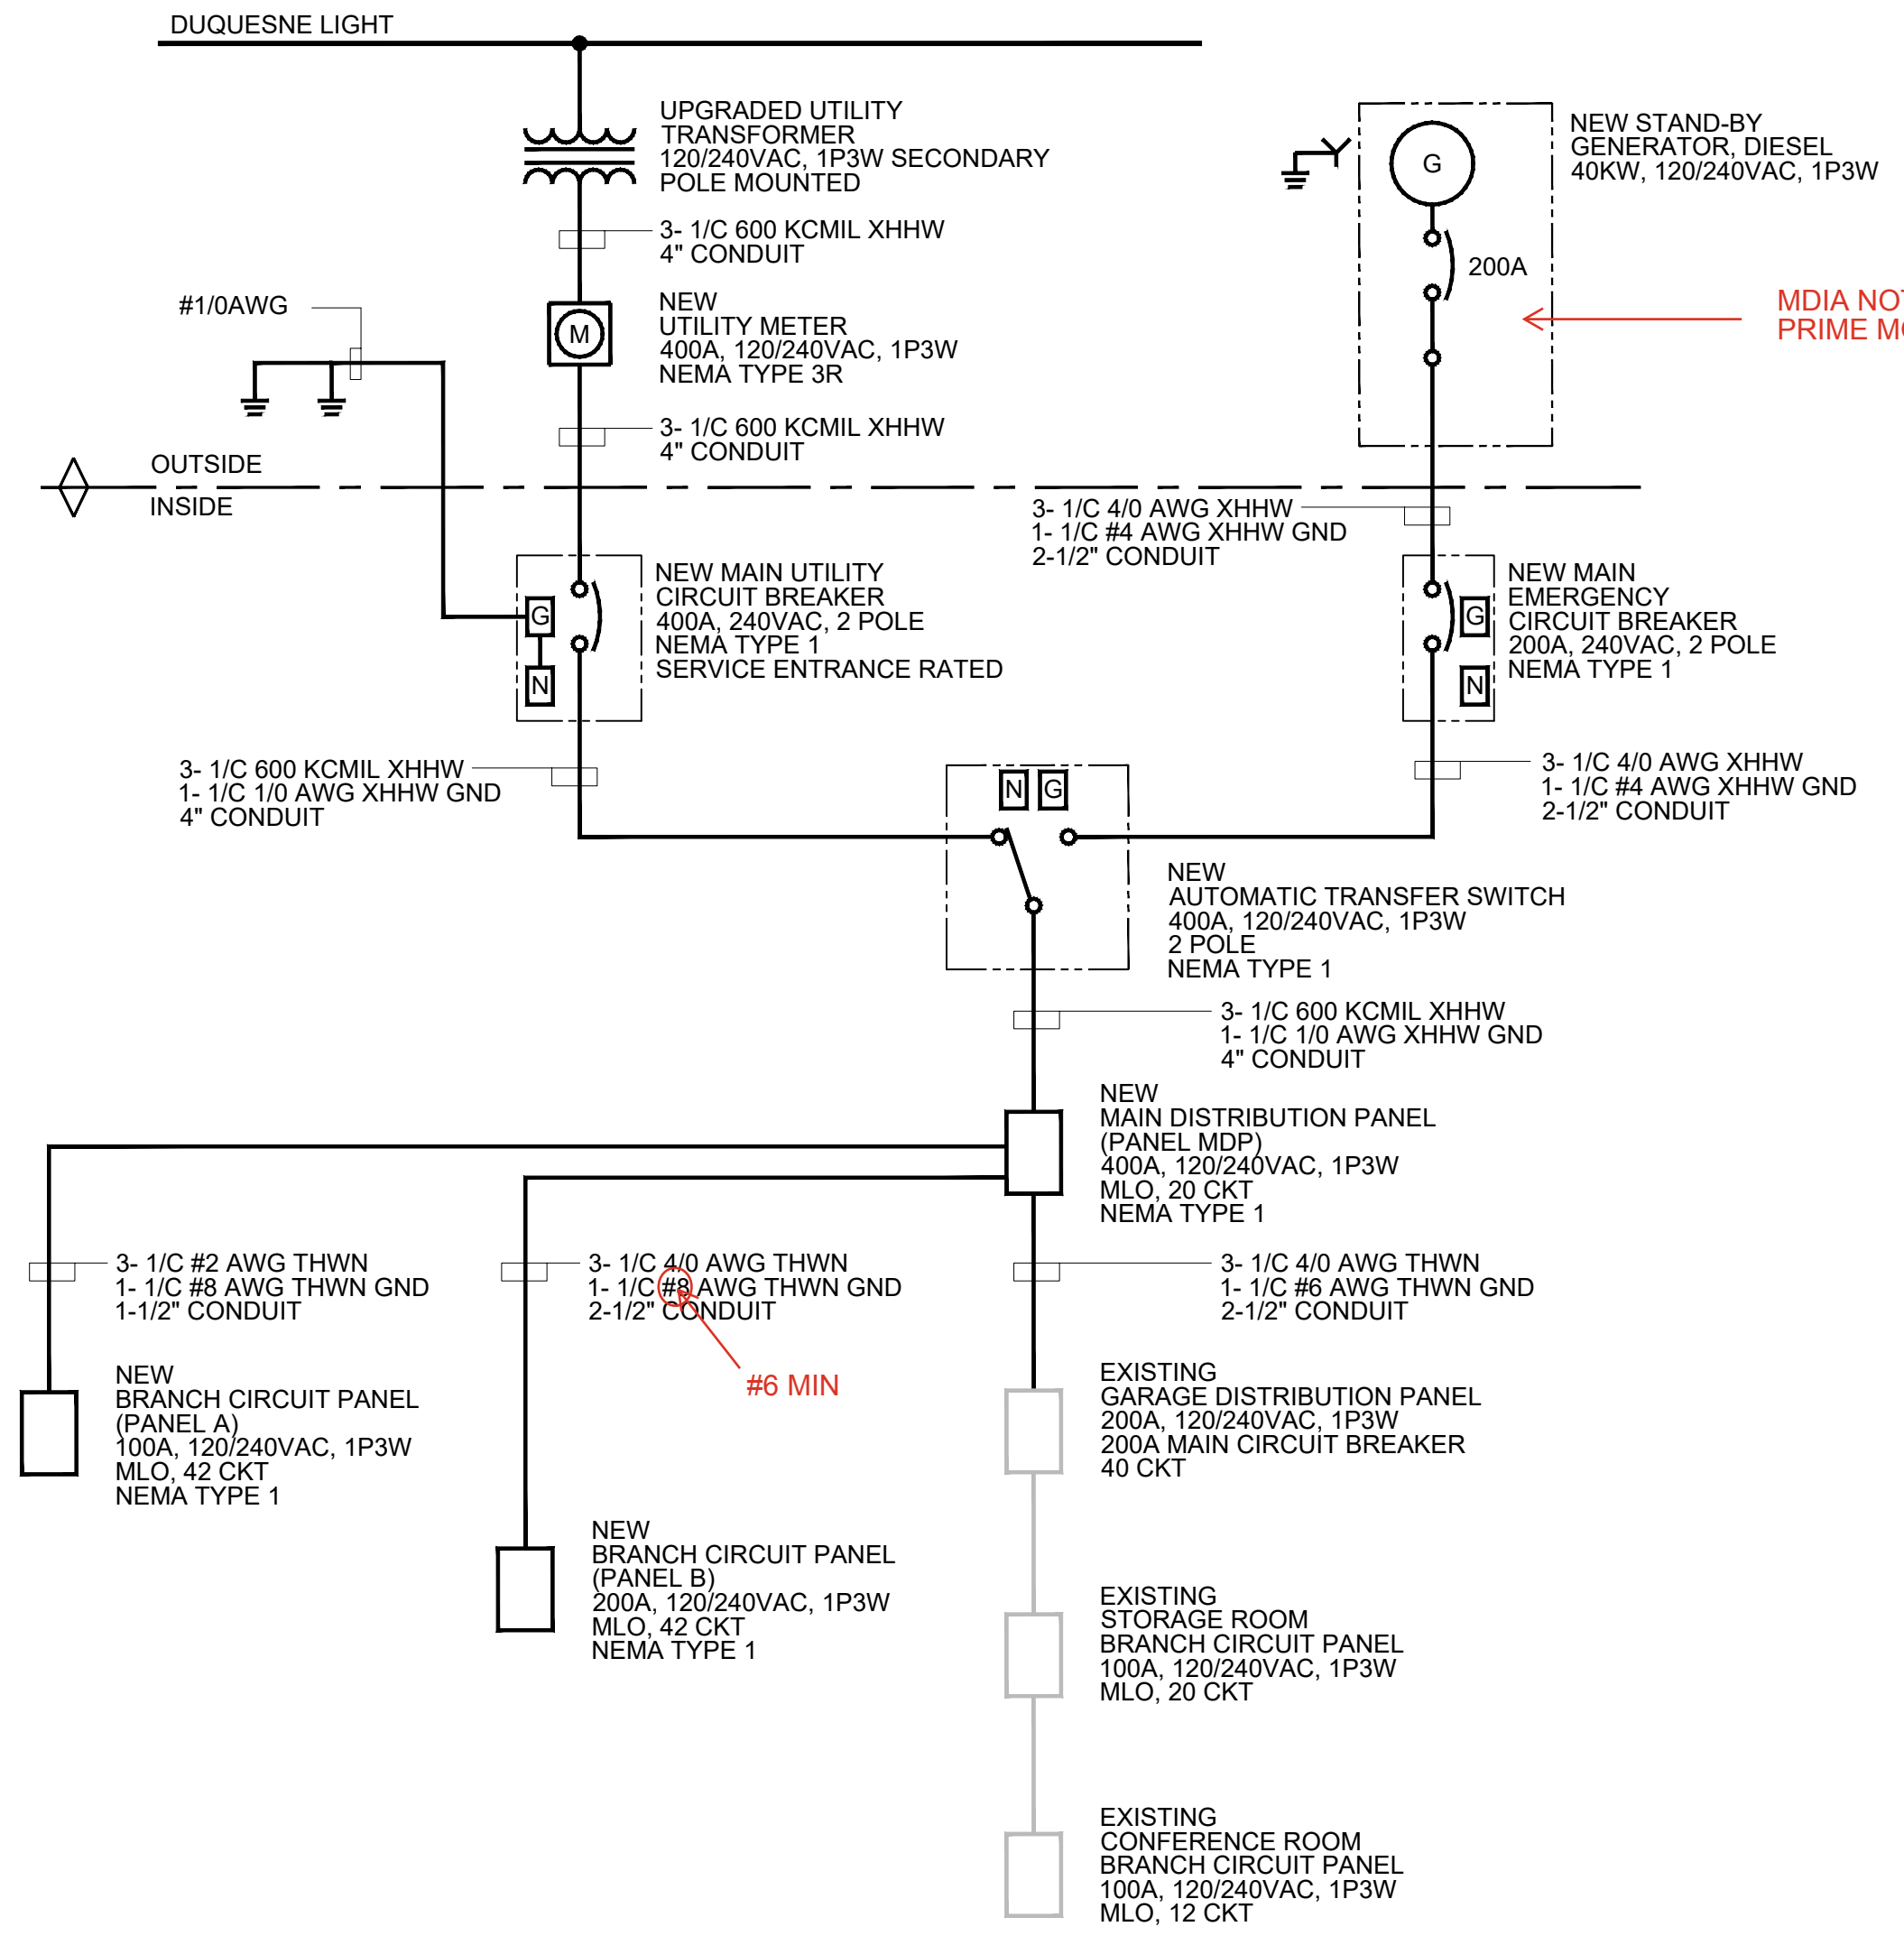 DUQUESNE LIGHT
UPGRADED UTILITY
TRANSFORMER
120/240VAC, 1P3W SECONDARY
POLE MOUNTED
G
NEW STAND-BY
GENERATOR, DIESEL
40KW, 120/240VAC, 1P3W
3- 1/C 600 KCMIL XHHW
4" CONDUIT
200A
#1/0AWG
M
NEW
UTILITY METER
400A, 120/240VAC, 1P3W
NEMA TYPE 3R
MDIA
PRIME
3- 1/C 600 KCMIL XHHW
4" CONDUIT
OUTSIDE
INSIDE
3- 1/C 4/0 AWG XHHW
1- 1/C #4 AWG XHHW GND
2-1/2" CONDUIT
G
N
NEW MAIN UTILITY
CIRCUIT BREAKER
400A, 240VAC, 2 POLE
NEMA TYPE 1
SERVICE ENTRANCE RATED
G
N
NEW MAIN
EMERGENCY
CIRCUIT BREAKER
200A, 240VAC, 2 POLE
NEMA TYPE 1
3- 1/C 600 KCMIL XHHW
1- 1/C 1/0 AWG XHHW GND
4" CONDUIT
N G
3- 1/C 4/0 AWG XHHW
1- 1/C #4 AWG XHHW GND
2-1/2" CONDUIT
NEW
AUTOMATIC TRANSFER SWITCH
400A, 120/240VAC, 1P3W
2 POLE
NEMA TYPE 1
3- 1/C 600 KCMIL XHHW
1- 1/C 1/0 AWG XHHW GND
4" CONDUIT
NEW
MAIN DISTRIBUTION PANEL
(PANEL MDP)
400A, 120/240VAC, 1P3W
MLO, 20 CKT
NEMA TYPE 1
3- 1/C #2 AWG THWN
1- 1/C #8 AWG THWN GND
1-1/2" CONDUIT
3- 1/C 4/0 AWG THWN
1- 1/C #8 AWG THWN GND
2-1/2" CONDUIT
#6 MIN
3- 1/C 4/0 AWG THWN
1- 1/C #6 AWG THWN GND
2-1/2" CONDUIT
NEW
BRANCH CIRCUIT PANEL
(PANEL A)
100A, 120/240VAC, 1P3W
MLO, 42 CKT
NEMA TYPE 1
EXISTING
GARAGE DISTRIBUTION PANEL
200A, 120/240VAC, 1P3W
200A MAIN CIRCUIT BREAKER
40 CKT
NEW
BRANCH CIRCUIT PANEL
(PANEL B)
200A, 120/240VAC, 1P3W
MLO, 42 CKT
NEMA TYPE 1
EXISTING
STORAGE ROOM
BRANCH CIRCUIT PANEL
100A, 120/240VAC, 1P3W
MLO, 20 CKT
EXISTING
CONFERENCE ROOM
BRANCH CIRCUIT PANEL
100A, 120/240VAC, 1P3W
MLO, 12 CKT